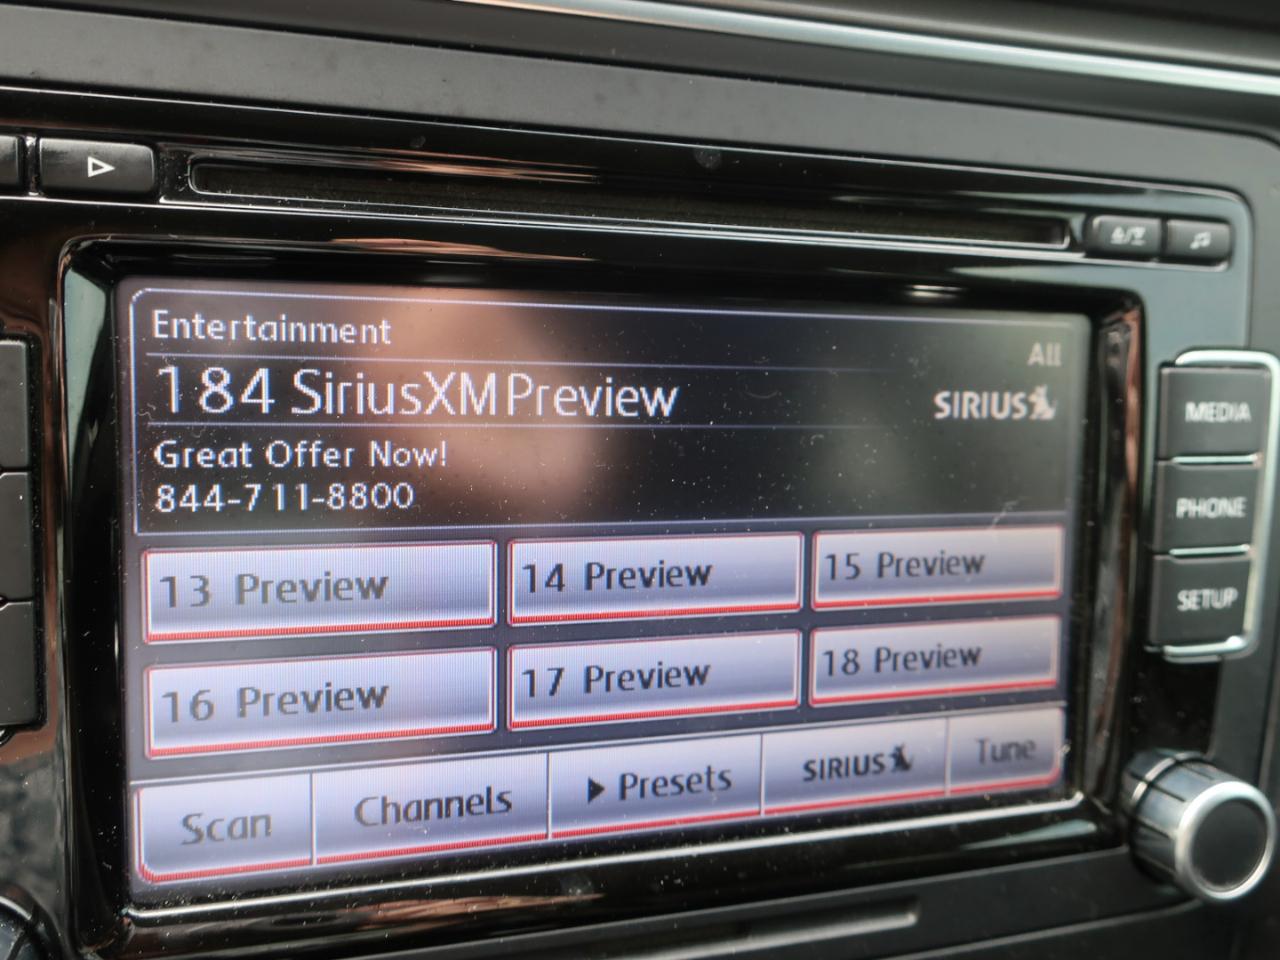 Entertainment
All
184 SiriusXM Preview
SIRIUS
Great Offer Now!
844-711-8800
13 Preview
14 Preview
15 Preview
16 Preview
17 Preview
18 Preview
Scan
Channels
Presets
SIRIUS
Tune
MEDIA
PHONE
SETUP